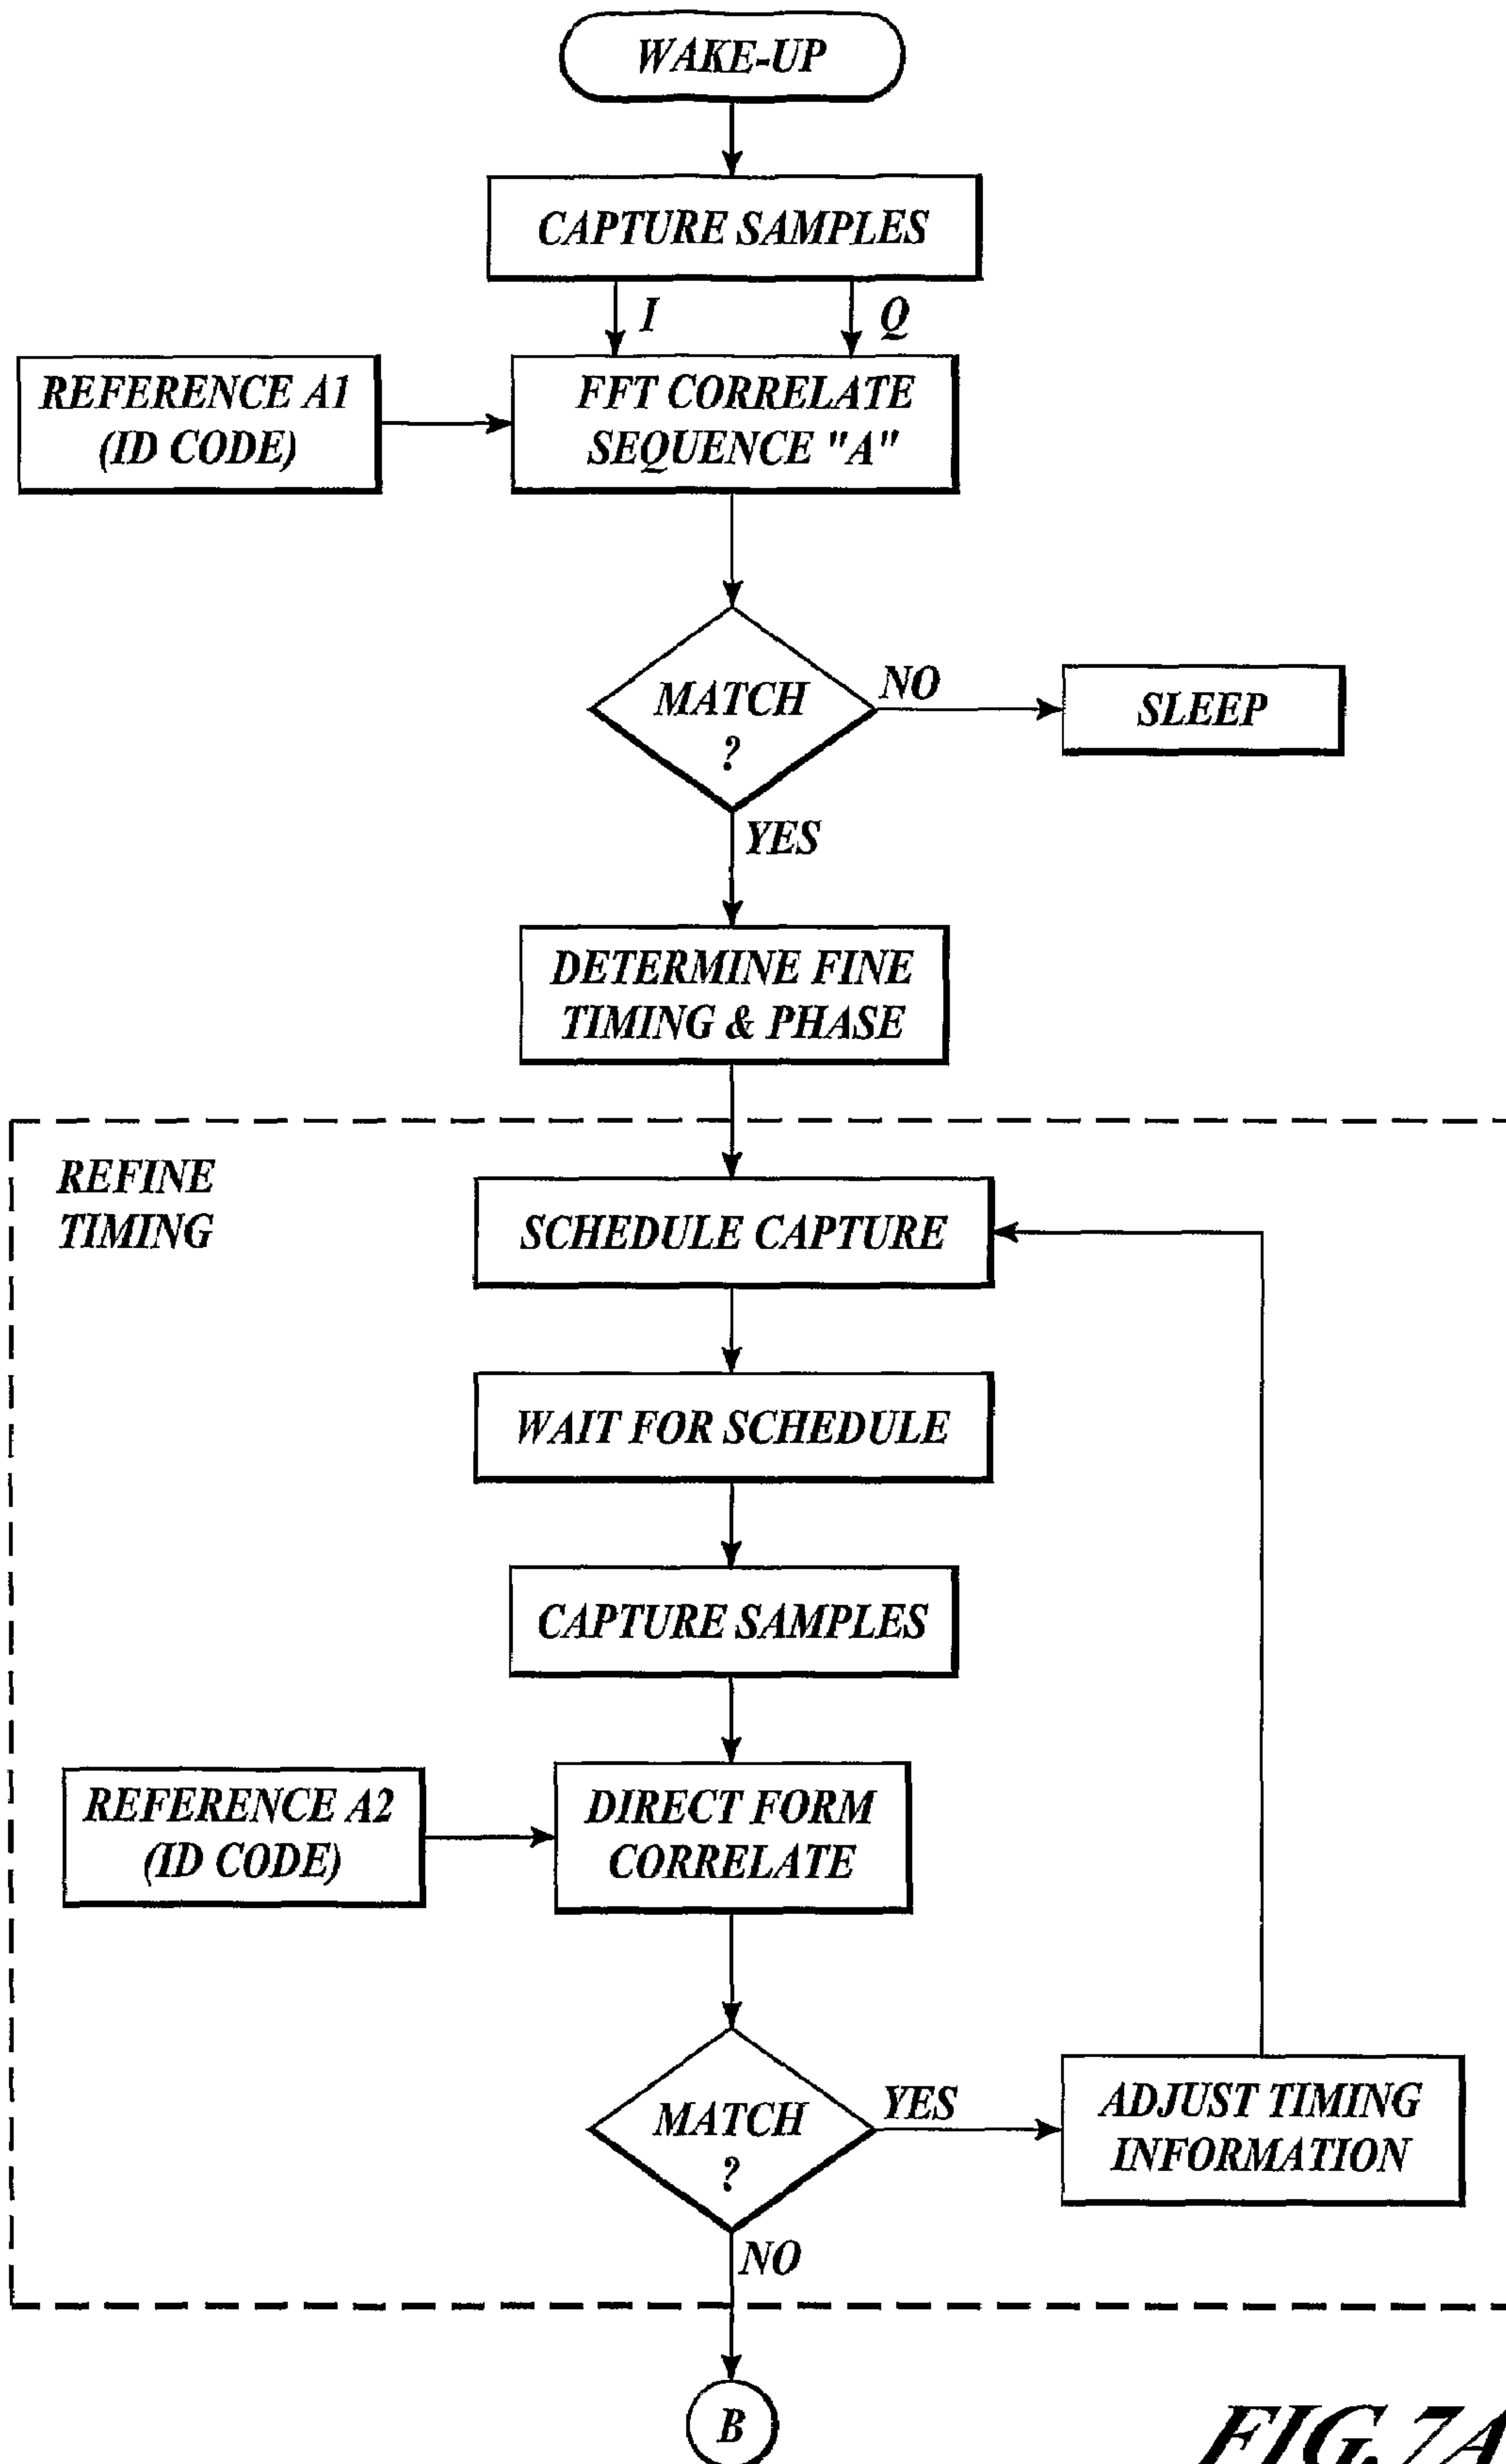 WAKE-UP
CAPTURE SAMPLES
I
Q
REFERENCE A1
(ID CODE)
FFT CORRELATE
SEQUENCE "A"
MATCH
?
NO
SLEEP
YES
DETERMINE FINE
TIMING & PHASE
REFINE
TIMING
SCHEDULE CAPTURE
WAIT FOR SCHEDULE
CAPTURE SAMPLES
REFERENCE A2
(ID CODE)
DIRECT FORM
CORRELATE
MATCH
?
YES
ADJUST TIMING
INFORMATION
NO
B
FIG. 7A